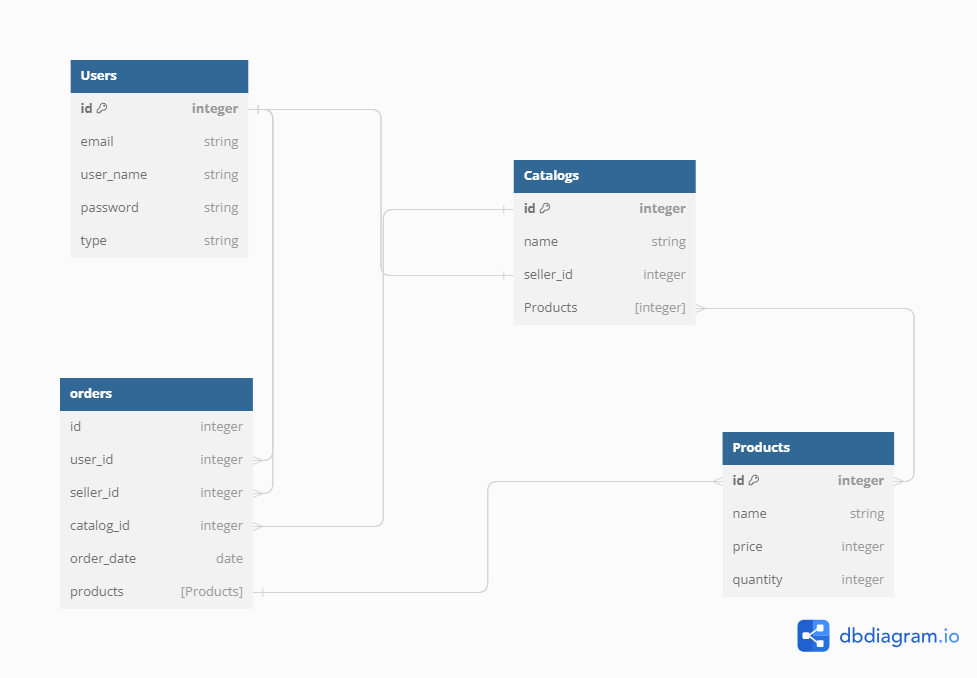 Users
id integer
email string
user_name string
password string
type string
Catalogs
id integer
name string
seller_id integer
Products [integer]
orders
id integer
user_id integer
seller_id integer
catalog_id integer
order_date date
products [Products]
Products
id integer
name string
price integer
quantity integer
dbdiagram.io